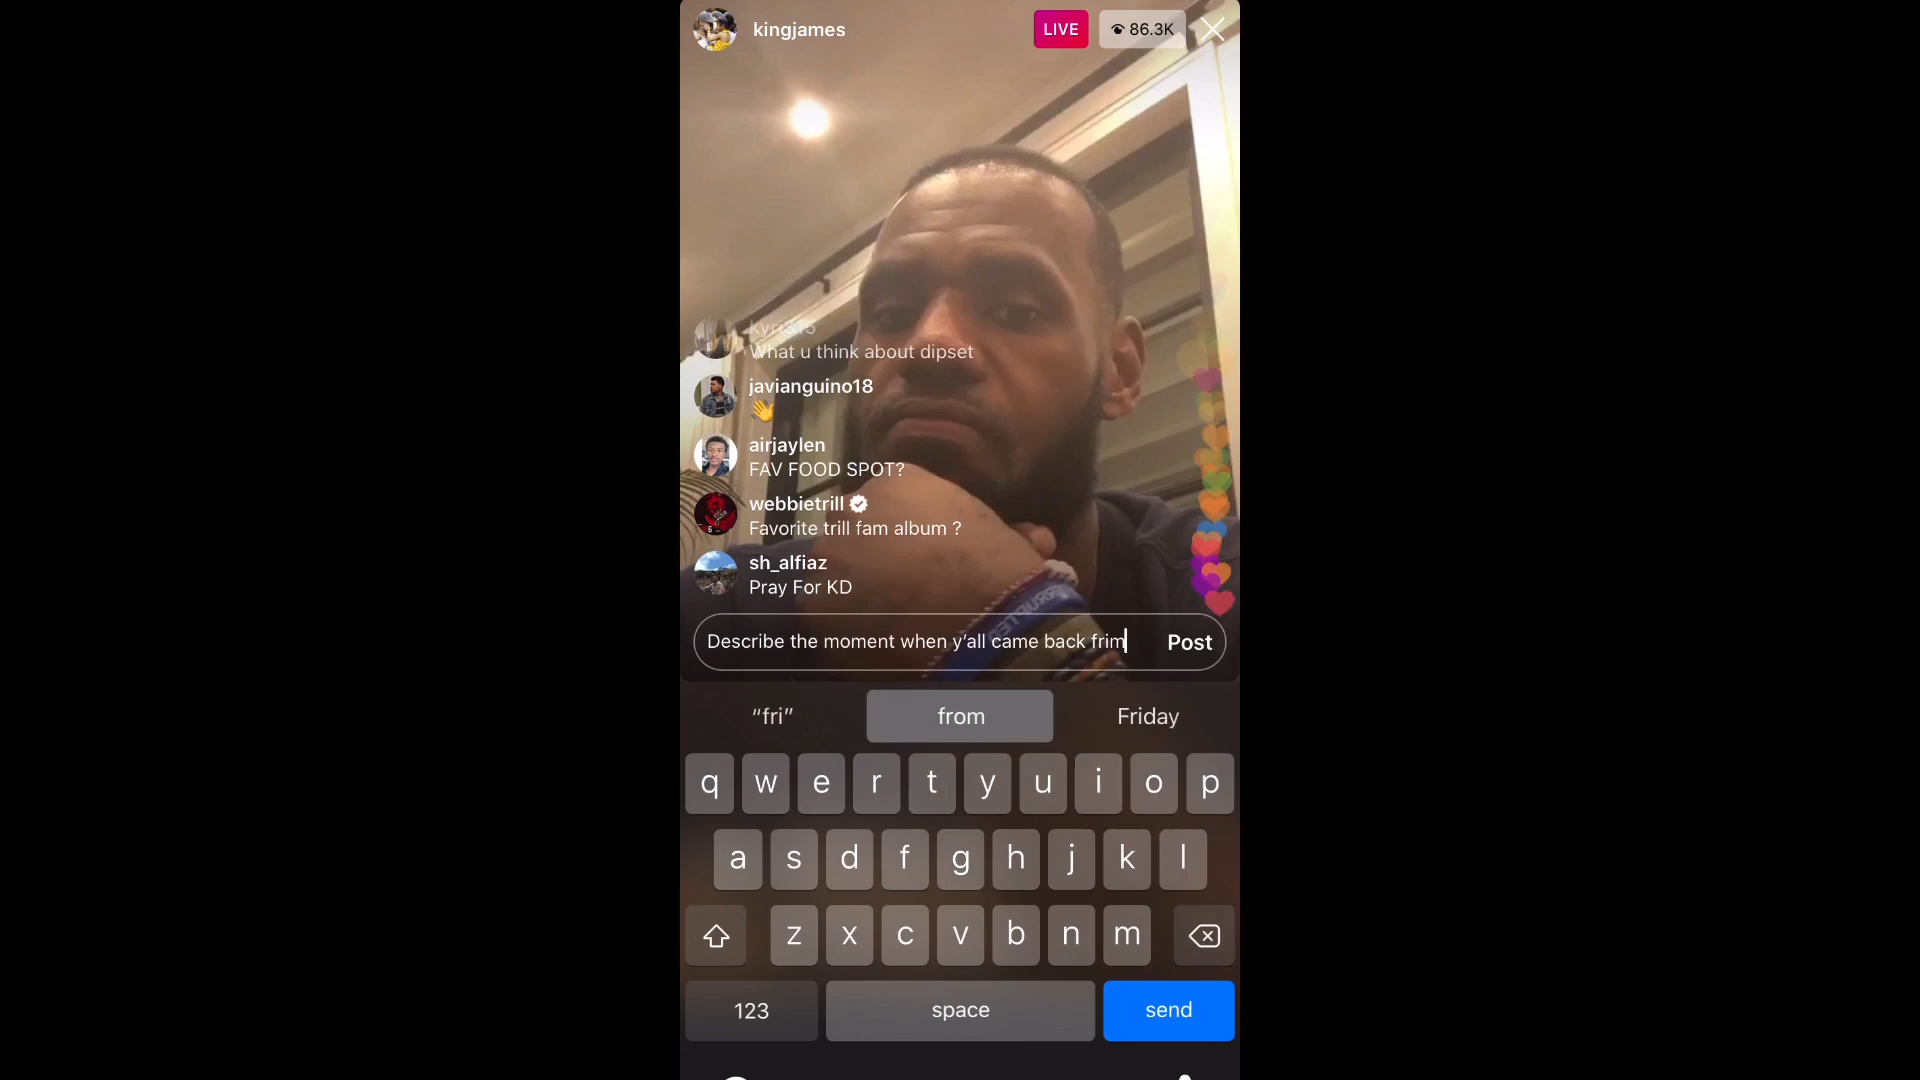 kingjames
LIVE
86.3K
kyri315
What u think about dipset
javianguino18
👋
airjaylen
FAV FOOD SPOT?
webbietrill
Favorite trill fam album ?
sh_alfiaz
Pray For KD
Describe the moment when y’all came back frim
Post
“fri”
from
Friday
q w e r t y u i o p
a s d f g h j k l
z x c v b n m
123
space
send